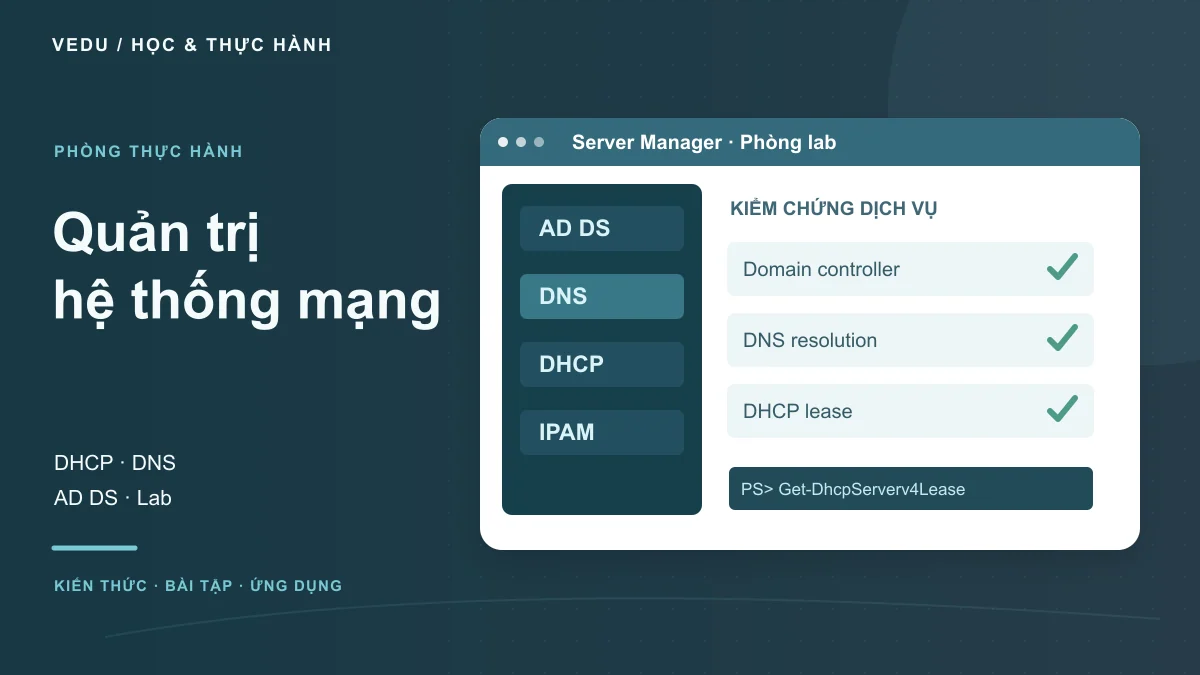 VEDU / HỌC & THỰC HÀNH
PHÒNG THỰC HÀNH
Quản trị
hệ thống mạng
DHCP · DNS
AD DS · Lab
KIẾN THỨC · BÀI TẬP · ỨNG DỤNG
Server Manager · Phòng lab
AD DS
DNS
DHCP
IPAM
KIỂM CHỨNG DỊCH VỤ
Domain controller
DNS resolution
DHCP lease
PS> Get-DhcpServerv4Lease